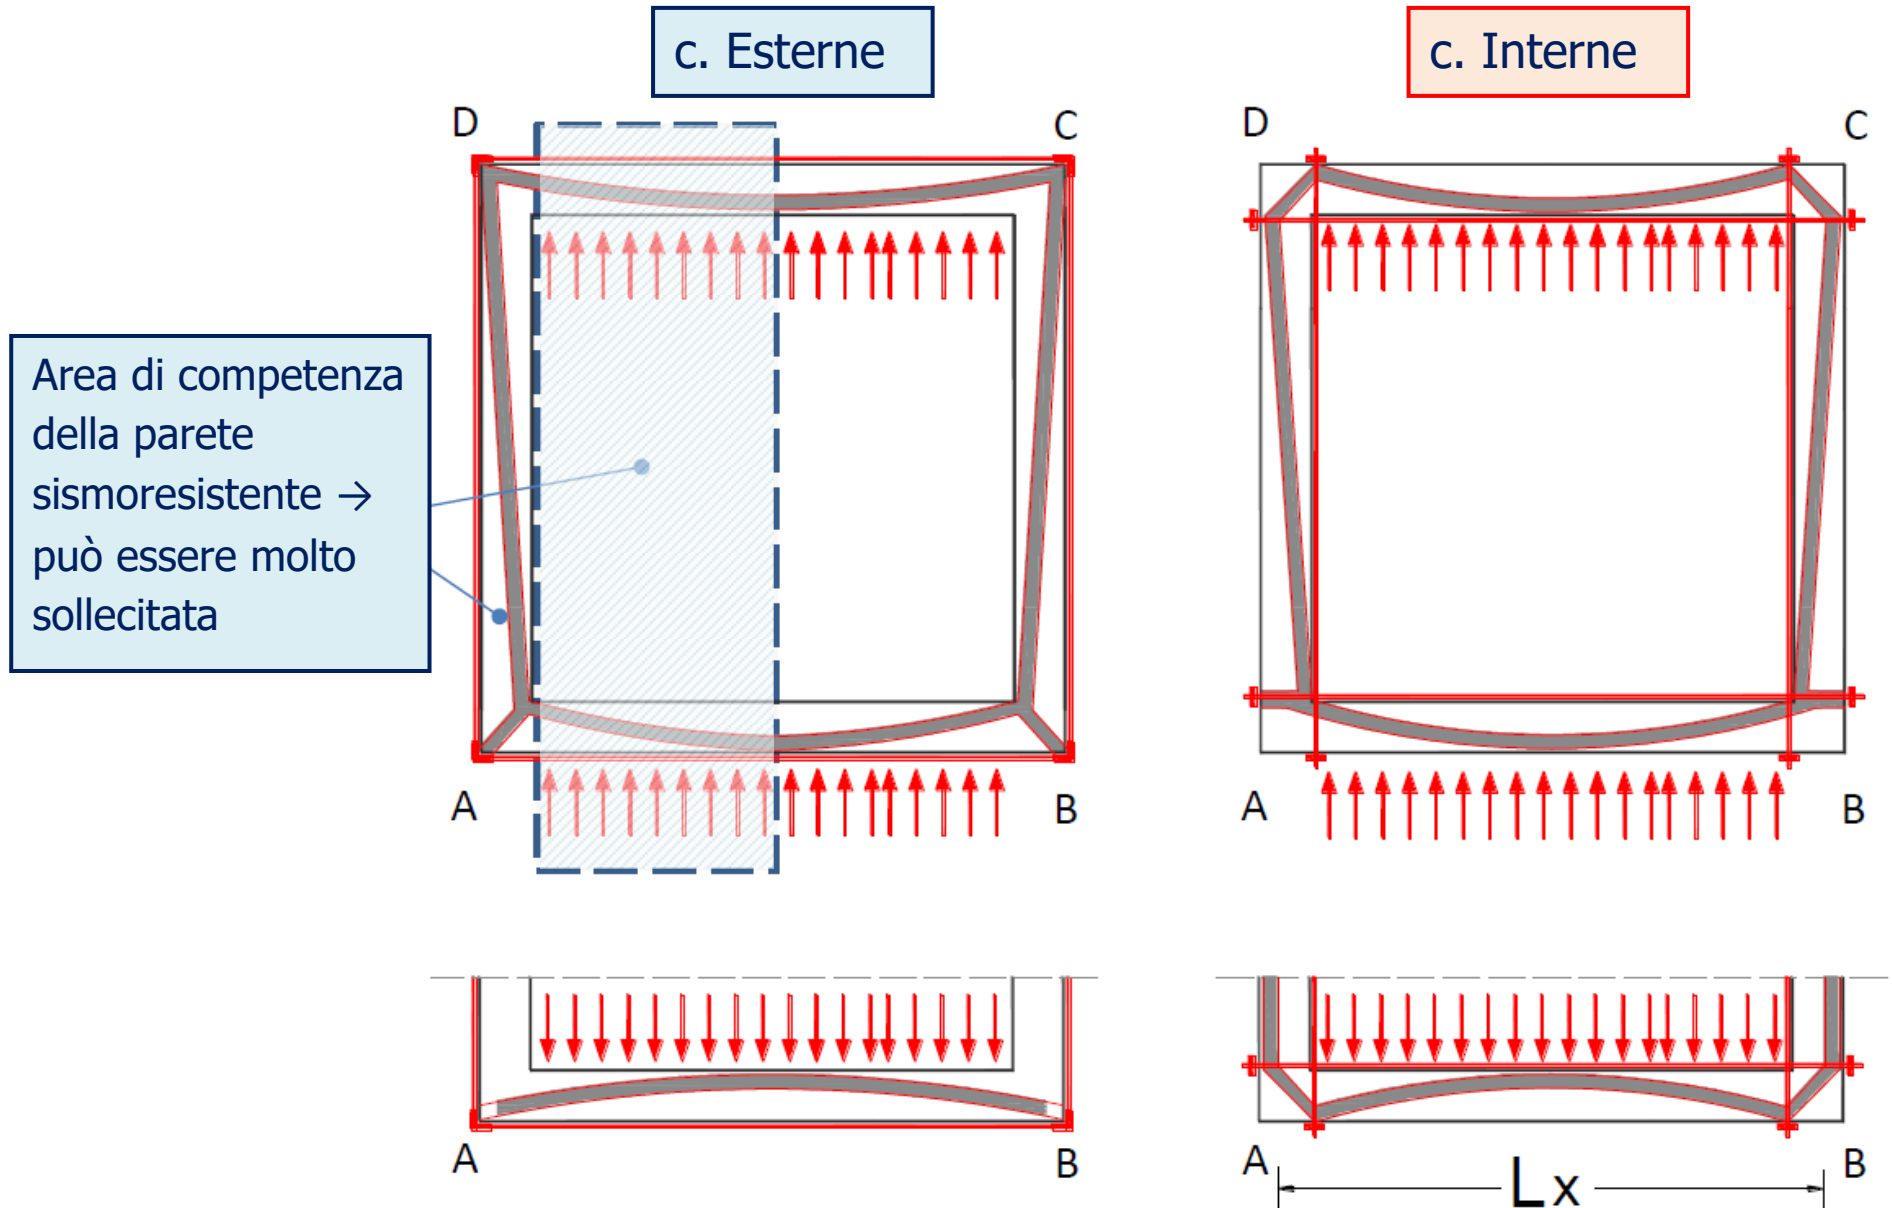 c. Esterne
c. Interne
D
C
D
C
Area di competenza
della parete
sismoresistente →
può essere molto
sollecitata
A
B
A
B
A
B
A
B
Lx